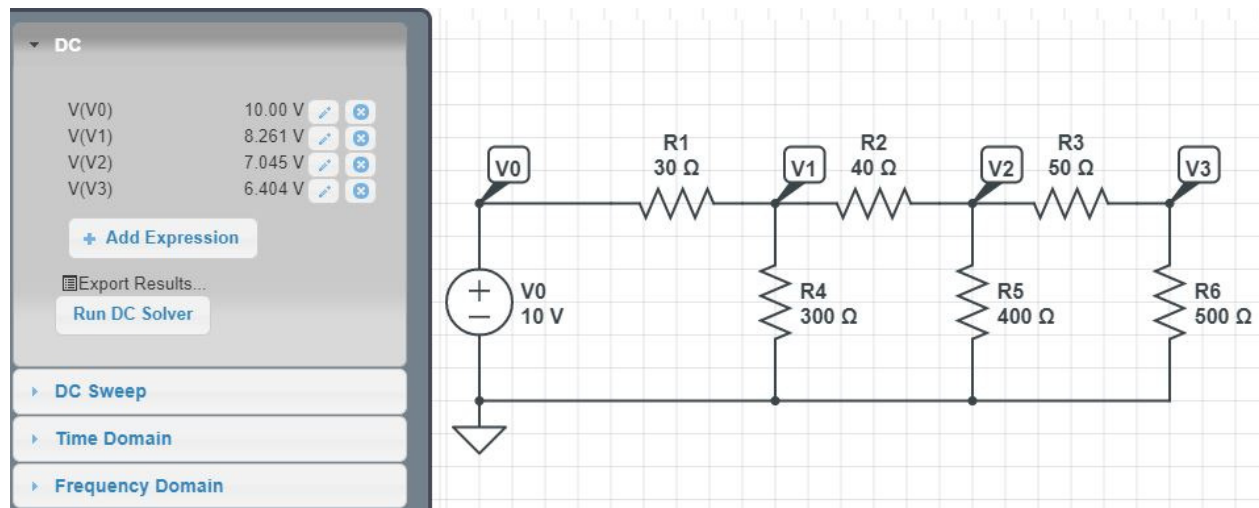 DC
V(V0) 10.00 V
V(V1) 8.261 V
V(V2) 7.045 V
V(V3) 6.404 V
+ Add Expression
Export Results...
Run DC Solver
DC Sweep
Time Domain
Frequency Domain
V0
R1
30 Ω
V1
R2
40 Ω
V2
R3
50 Ω
V3
V0
10 V
R4
300 Ω
R5
400 Ω
R6
500 Ω